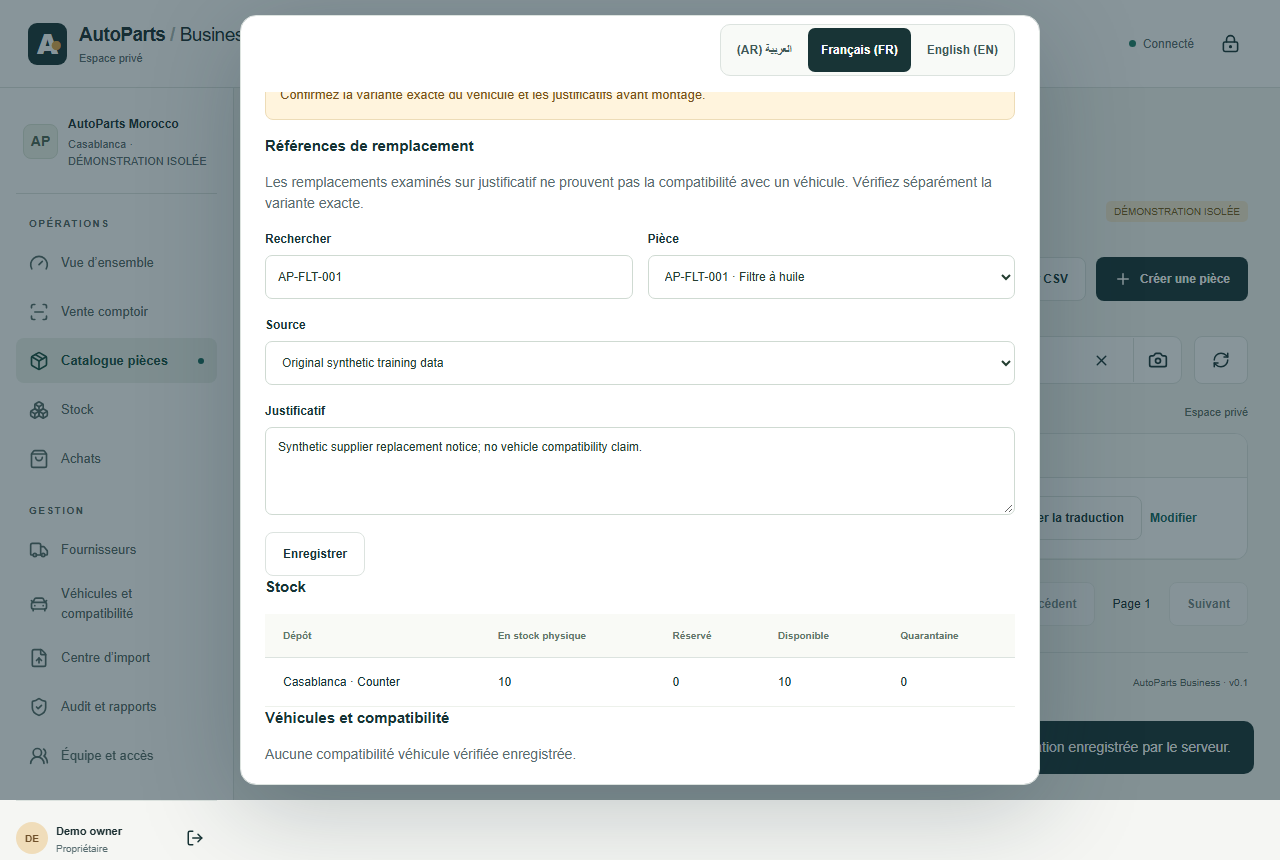 AutoParts / Busines
Espace privé
العربية (AR)
Français (FR)
English (EN)
Connecté
AP
AutoParts Morocco
Casablanca ·
DÉMONSTRATION ISOLÉE
OPÉRATIONS
Vue d'ensemble
Vente comptoir
Catalogue pièces
Stock
Achats
GESTION
Fournisseurs
Véhicules et
compatibilité
Centre d'import
Audit et rapports
Équipe et accès
DE
Demo owner
Propriétaire
Confirmez la variante exacte du véhicule et les justificatifs avant montage.
Références de remplacement
Les remplacements examinés sur justificatif ne prouvent pas la compatibilité avec un véhicule. Vérifiez séparément la
variante exacte.
Rechercher
Pièce
AP-FLT-001
AP-FLT-001 · Filtre à huile
Source
Original synthetic training data
Justificatif
Synthetic supplier replacement notice; no vehicle compatibility claim.
Enregistrer
Stock
Dépôt En stock physique Réservé Disponible Quarantaine
Casablanca · Counter 10 0 10 0
Véhicules et compatibilité
Aucune compatibilité véhicule vérifiée enregistrée.
DÉMONSTRATION ISOLÉE
CSV
Créer une pièce
Espace privé
er la traduction
Modifier
cédent
Page 1
Suivant
AutoParts Business · v0.1
tion enregistrée par le serveur.